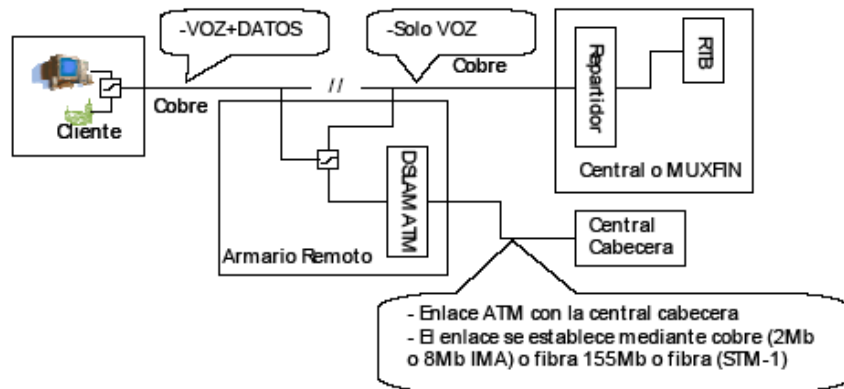 -VOZ+DATOS
-Solo VOZ
Cobre
Repartidor
RTB
//
Cobre
Cliente
Central o MUXFIN
DSLAM ATM
Armario Remoto
Central
Cabecera
- Enlace ATM con la central cabecera
- El enlace se establece mediante cobre (2Mb
o 8Mb IMA) o fibra 155Mb o fibra (STM-1)